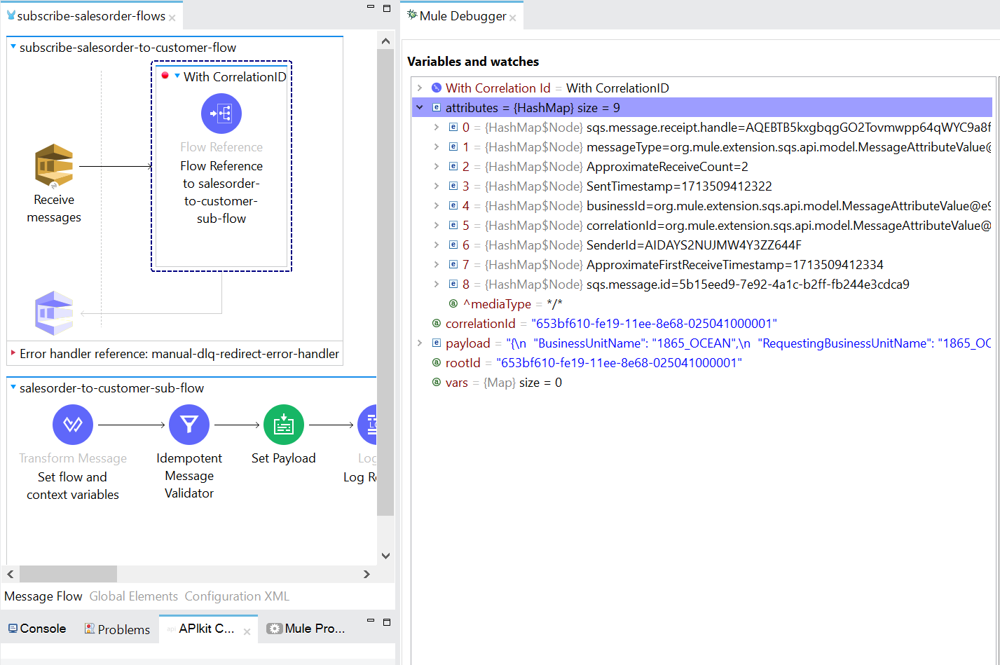 subscribe-salesorder-flows
subscribe-salesorder-to-customer-flow
With CorrelationID
Flow Reference
Flow Reference
to salesorder-
to-customer-
sub-flow
Receive
messages
Error handler reference: manual-dlq-redirect-error-handler
salesorder-to-customer-sub-flow
Transform Message
Set flow and
context variables
Idempotent
Message
Validator
Set Payload
Log
Log R
Message Flow Global Elements Configuration XML
Console Problems APIkit C... Mule Pro...
Mule Debugger
Variables and watches
With Correlation Id = With CorrelationID
attributes = {HashMap} size = 9
0 = {HashMap$Node} sqs.message.receipt.handle=AQEBTB5kxgbqgGO2Tovmwpp64qWYC9a8f
1 = {HashMap$Node} messageType=org.mule.extension.sqs.api.model.MessageAttributeValue@
2 = {HashMap$Node} ApproximateReceiveCount=2
3 = {HashMap$Node} SentTimestamp=1713509412322
4 = {HashMap$Node} businessId=org.mule.extension.sqs.api.model.MessageAttributeValue@e9
5 = {HashMap$Node} correlationId=org.mule.extension.sqs.api.model.MessageAttributeValue@
6 = {HashMap$Node} SenderId=AIDAYS2NUJMW4Y3ZZ644F
7 = {HashMap$Node} ApproximateFirstReceiveTimestamp=1713509412334
8 = {HashMap$Node} sqs.message.id=5b15eed9-7e92-4a1c-b2ff-fb244e3cdca9
^mediaType = */*
correlationId = "653bf610-fe19-11ee-8e68-025041000001"
payload = "{\n  "BusinessUnitName": "1865_OCEAN",\n  "RequestingBusinessUnitName": "1865_OC
rootId = "653bf610-fe19-11ee-8e68-025041000001"
vars = {Map} size = 0